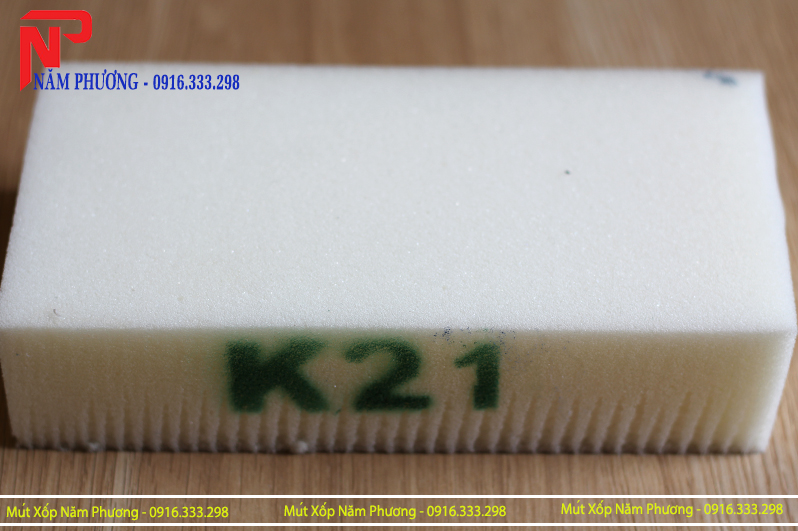 NP
NĂM PHƯƠNG - 0916.333.298
K21
Mút Xốp Năm Phương - 0916.333.298
Mút Xốp Năm Phương - 0916.333.298
Mút Xốp Năm Phương - 0916.333.298